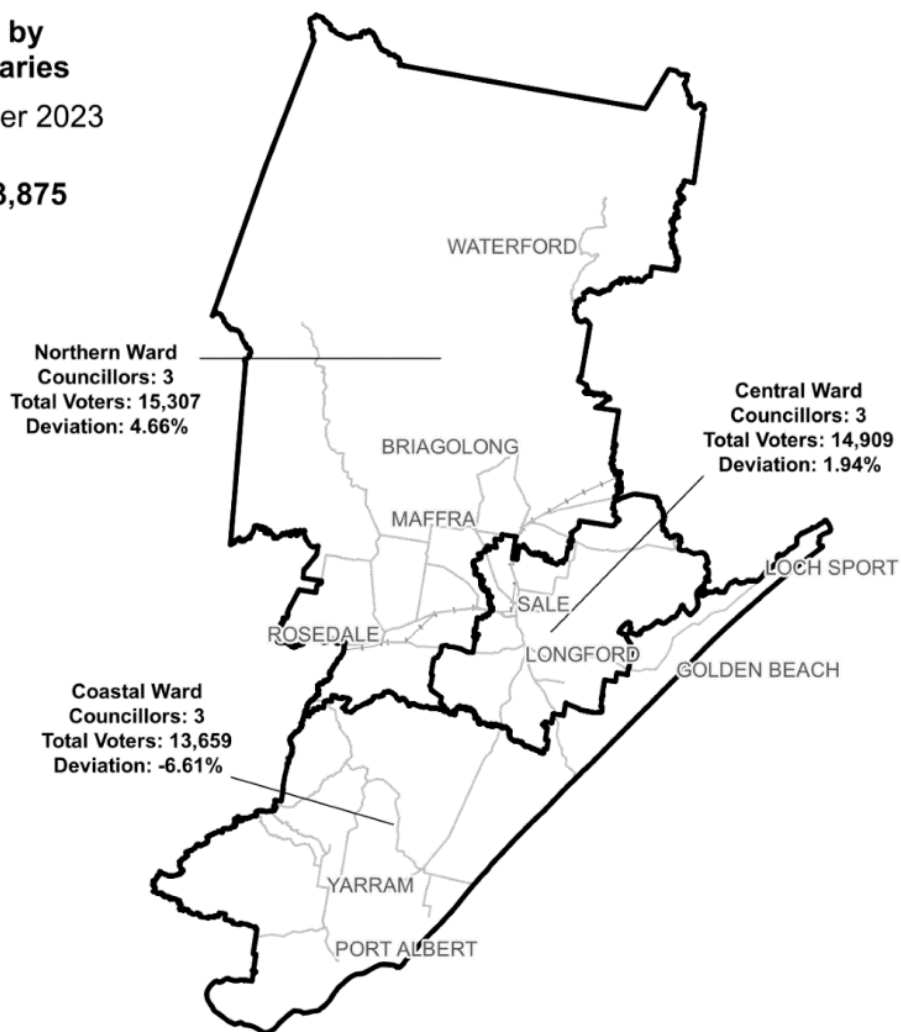 by
aries
er 2023
3,875
WATERFORD
Northern Ward
Councillors: 3
Total Voters: 15,307
Deviation: 4.66%
Central Ward
Councillors: 3
Total Voters: 14,909
Deviation: 1.94%
BRIAGOLONG
MAFFRA
LOCH SPORT
SALE
ROSEDALE
LONGFORD
GOLDEN BEACH
Coastal Ward
Councillors: 3
Total Voters: 13,659
Deviation: -6.61%
YARRAM
PORT ALBERT